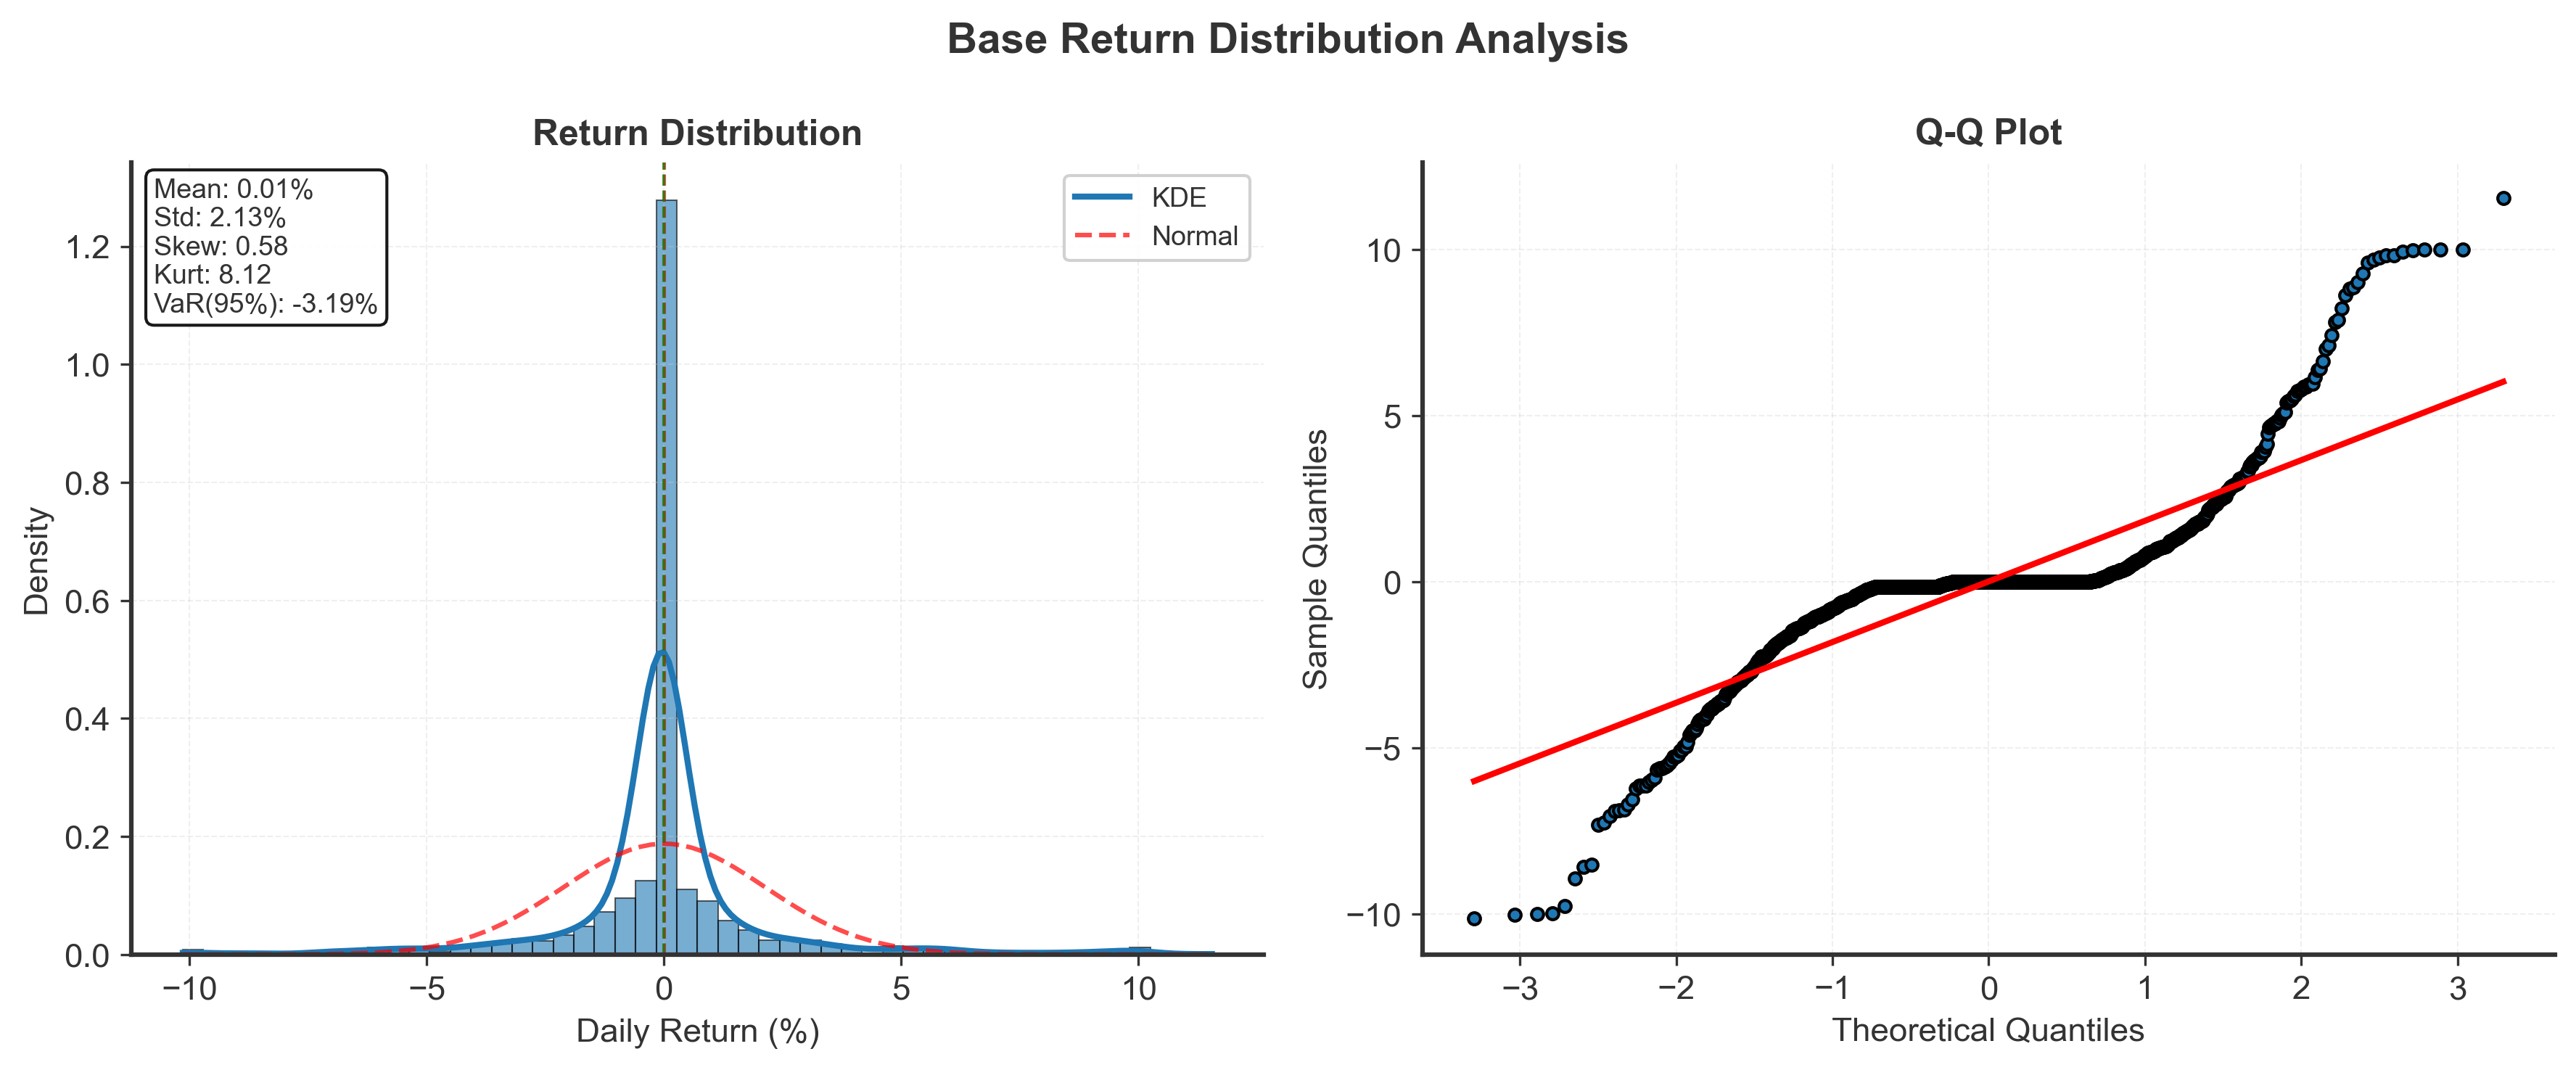 Base Return Distribution Analysis
Return Distribution
Mean: 0.01%
Std: 2.13%
Skew: 0.58
Kurt: 8.12
VaR(95%): -3.19%
KDE
Normal
1.2
1.0
0.8
0.6
0.4
0.2
0.0
Density
−10
−5
0
5
10
Daily Return (%)
Q-Q Plot
10
5
0
−5
−10
Sample Quantiles
−3
−2
−1
0
1
2
3
Theoretical Quantiles